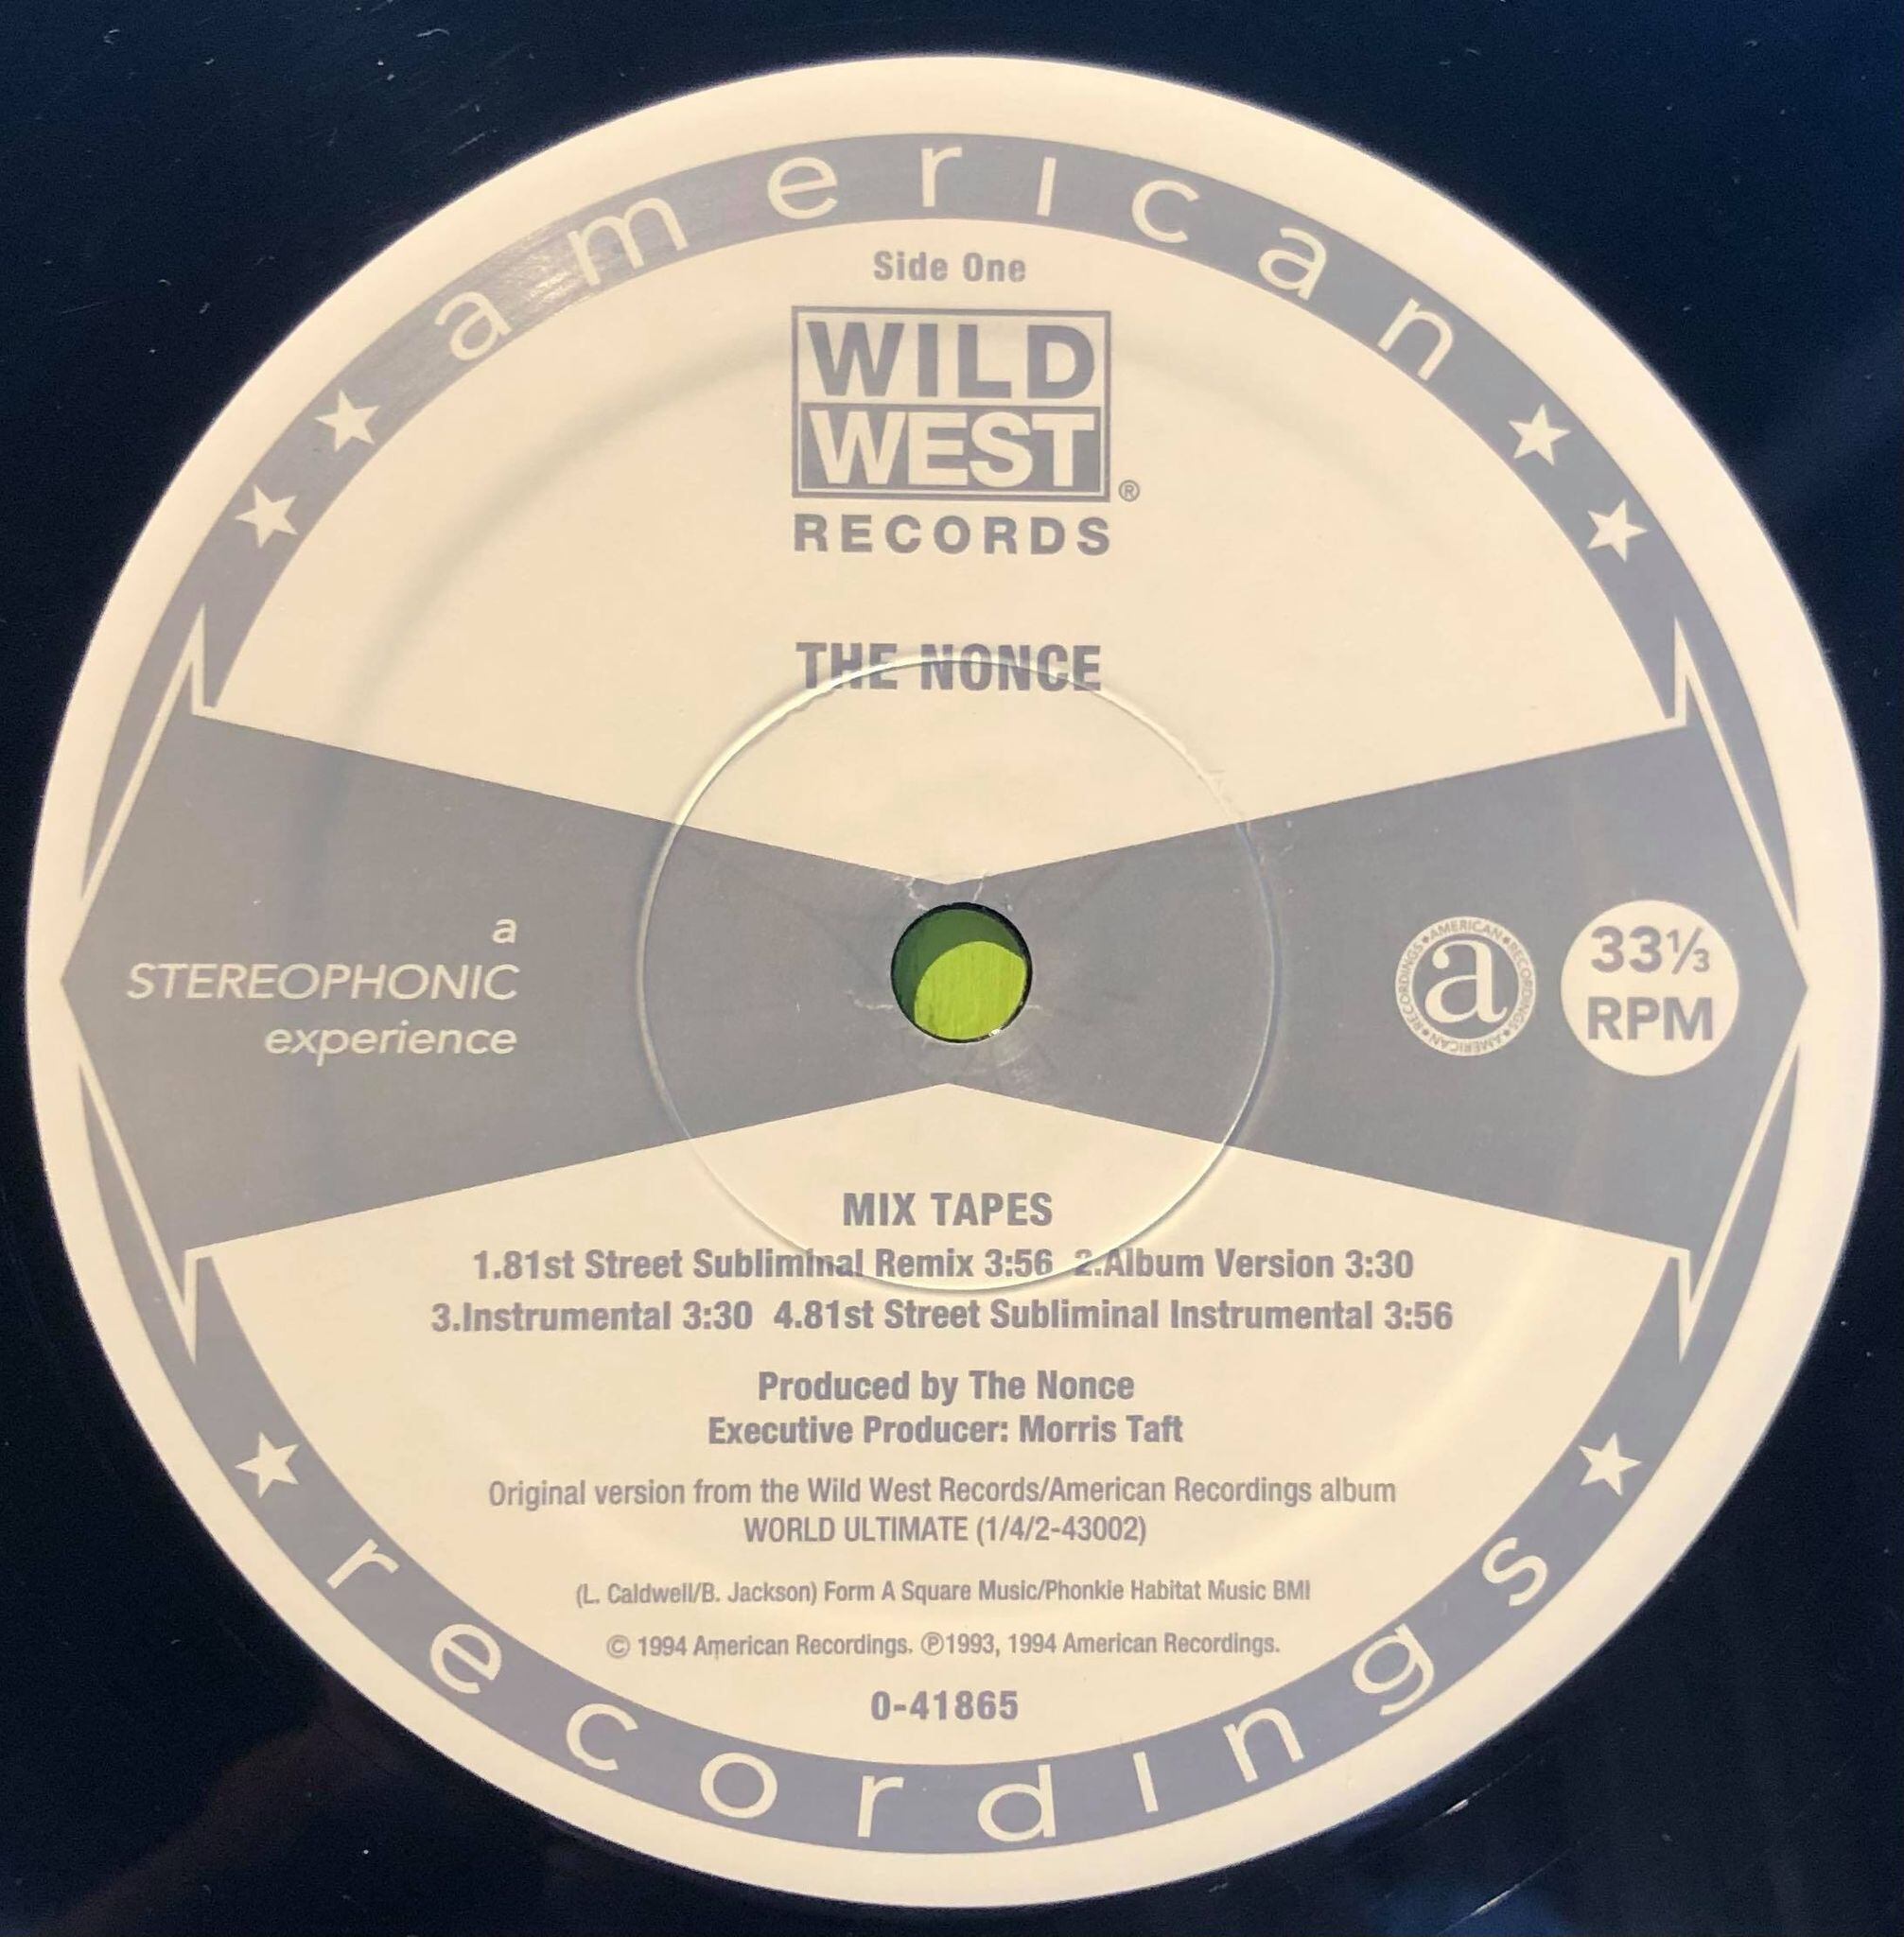 american
Side One
WILD
WEST®
RECORDS
THE NONCE
a
STEREOPHONIC
experience
AMERICAN RECORDINGS AMERICAN RECORDINGS
a
33⅓
RPM
MIX TAPES
1.81st Street Subliminal Remix 3:56 2.Album Version 3:30
3.Instrumental 3:30 4.81st Street Subliminal Instrumental 3:56
Produced by The Nonce
Executive Producer: Morris Taft
Original version from the Wild West Records/American Recordings album
WORLD ULTIMATE (1/4/2-43002)
(L. Caldwell/B. Jackson) Form A Square Music/Phonkie Habitat Music BMI
© 1994 American Recordings. ℗1993, 1994 American Recordings.
0-41865
recordings